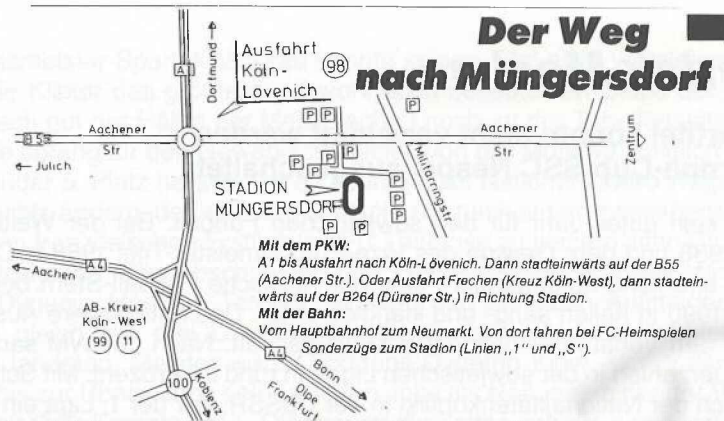 Der Weg
nach Müngersdorf
Ausfahrt
Köln-
Lövenich
98
Dortmund
A1
B55
Aachener
Str
Jülich
Aachener
Str
Zentrum
Militärringstr.
P
P
P
P
P
P
P
P
P
P
P
STADION
MÜNGERSDORF
Aachen
A4
AB-Kreuz
Köln-West
99 11
A4
Bonn
Olpe
Frankfurt
100
Koblenz
Mit dem PKW:
A1 bis Ausfahrt nach Köln-Lövenich. Dann stadteinwärts auf der B55
(Aachener Str.). Oder Ausfahrt Frechen (Kreuz Köln-West), dann stadtein-
wärts auf der B264 (Dürener Str.) in Richtung Stadion.
Mit der Bahn:
Vom Hauptbahnhof zum Neumarkt. Von dort fahren bei FC-Heimspielen
Sonderzüge zum Stadion (Linien „1" und „S").